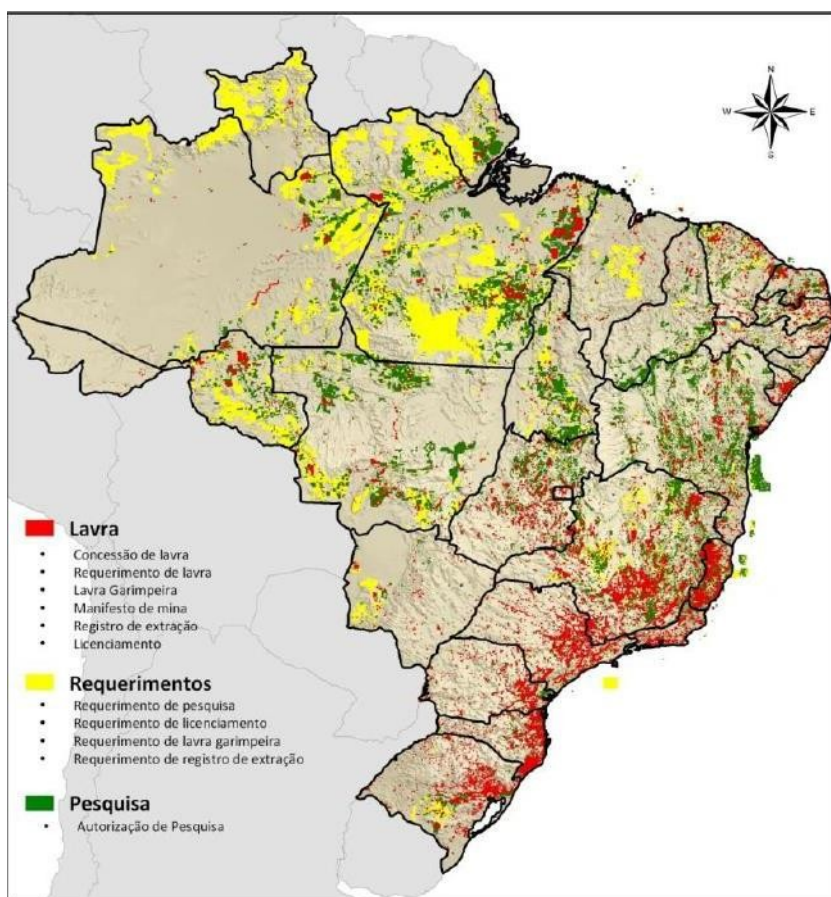 N
W
E
S
Lavra
• Concessão de lavra
• Requerimento de lavra
• Lavra Garimpeira
• Manifesto de mina
• Registro de extração
• Licenciamento
Requerimentos
• Requerimento de pesquisa
• Requerimento de licenciamento
• Requerimento de lavra garimpeira
• Requerimento de registro de extração
Pesquisa
• Autorização de Pesquisa